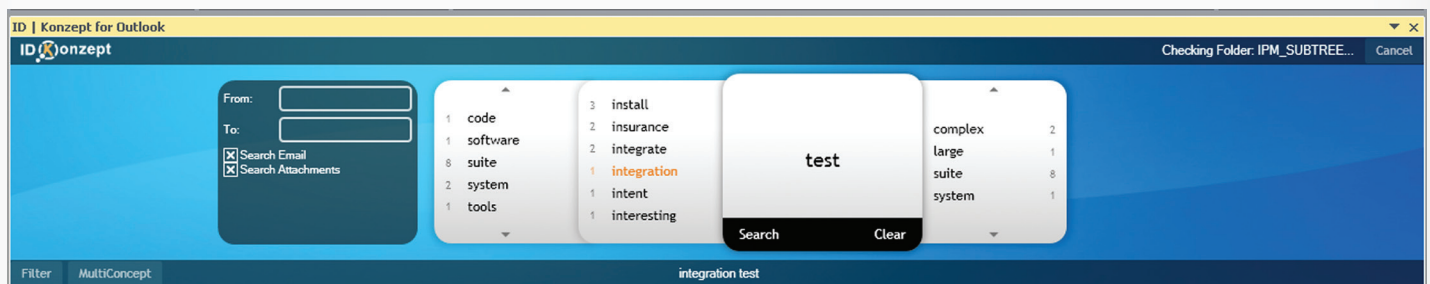 ID | Konzept for Outlook
ID Konzept
Checking Folder: IPM_SUBTREE... Cancel
From:
To:
Search Email
Search Attachments
1 code
1 software
8 suite
2 system
1 tools
3 install
2 insurance
2 integrate
1 integration
1 intent
1 interesting
test
Search Clear
complex 2
large 1
suite 8
system 1
Filter MultiConcept integration test